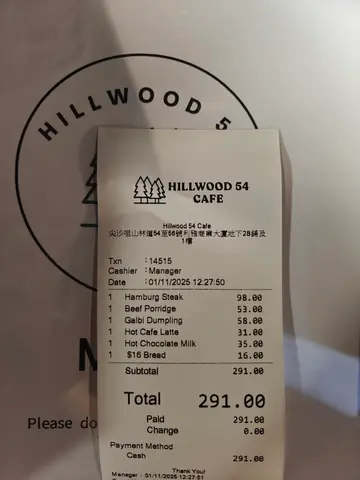 HILLWOOD 5
HILLWOOD 54
CAFE
Hillwood 54 Cafe
尖沙咀山林道54至56號利雅商業大廈地下2B鋪及
1樓
Txn : 14515
Cashier : Manager
Date : 01/11/2025 12:27:50
1 Hamburg Steak 98.00
1 Beef Porridge 53.00
1 Galbi Dumpling 58.00
1 Hot Cafe Latte 31.00
1 Hot Chocolate Milk 35.00
1 $16 Bread 16.00
Subtotal 291.00
Total 291.00
Paid 291.00
Change 0.00
Payment Method
Cash 291.00
Thank You!
Manager : 01/11/2025 12:27:51
M
Please do